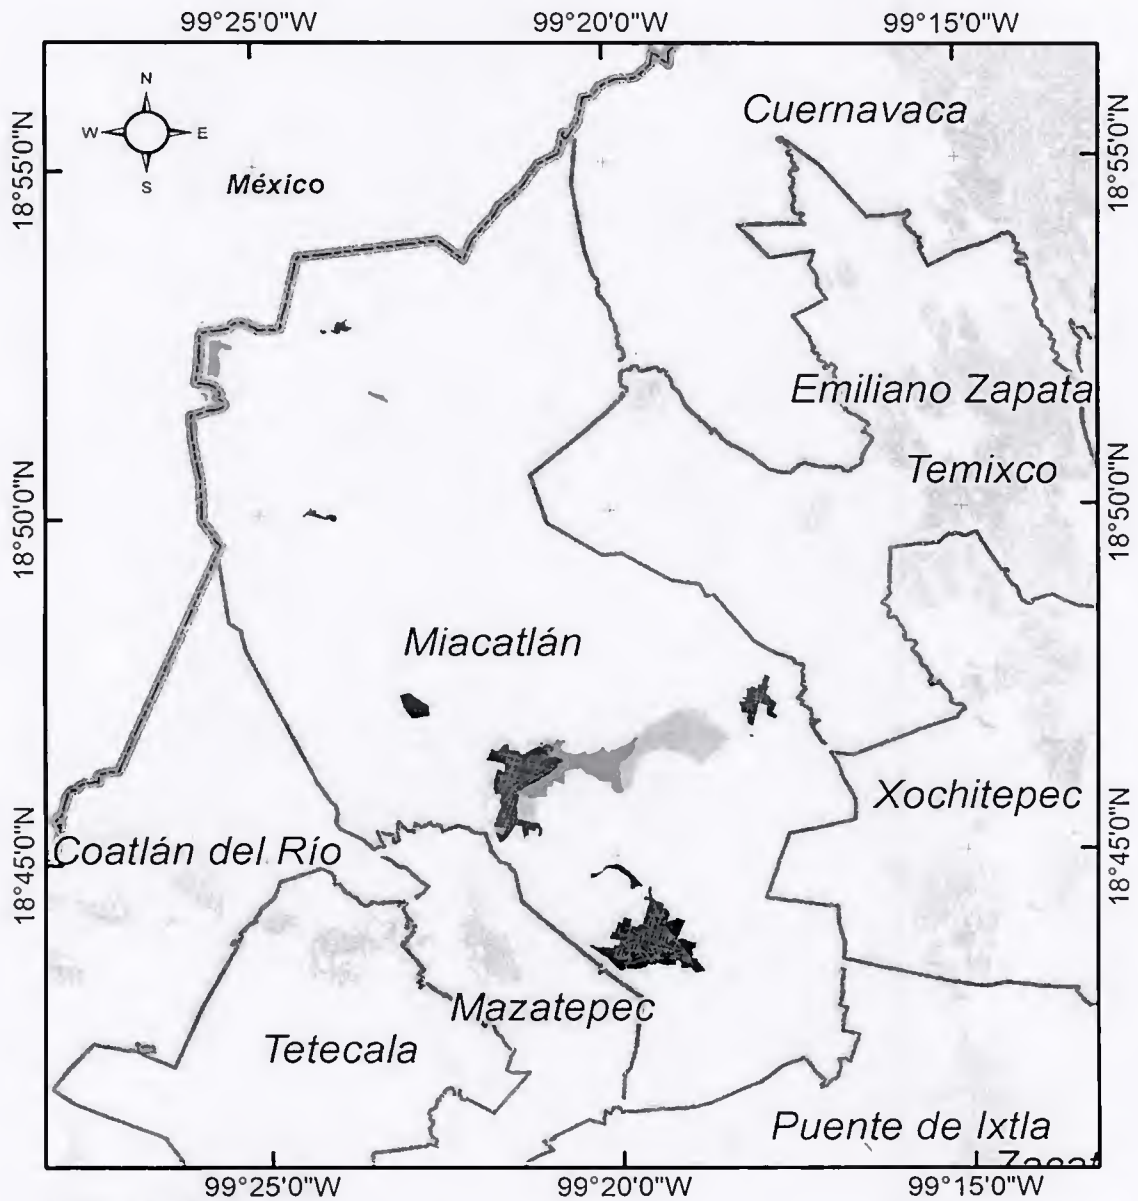 99°25'0"W 99°20'0"W 99°15'0"W
N
W E
S
Cuernavaca
18°55'0"N 18°55'0"N
México
Emiliano Zapata
Temixco
18°50'0"N 18°50'0"N
Miacatlán
Xochitepec
18°45'0"N 18°45'0"N
Coatlán del Río
Mazatepec
Tetecala
Puente de Ixtla
99°25'0"W 99°20'0"W 99°15'0"W